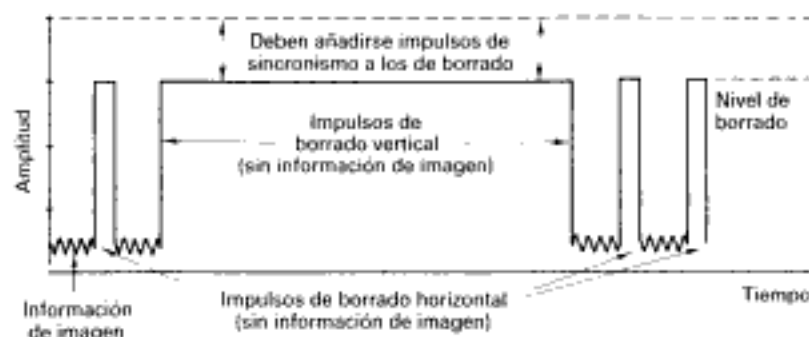 Deben añadirse impulsos de
sincronismo a los de borrado
Amplitud
Impulsos de
borrado vertical
(sin información de imagen)
Nivel de
borrado
Información
de imagen
Impulsos de borrado horizontal
(sin información de imagen)
Tiempo